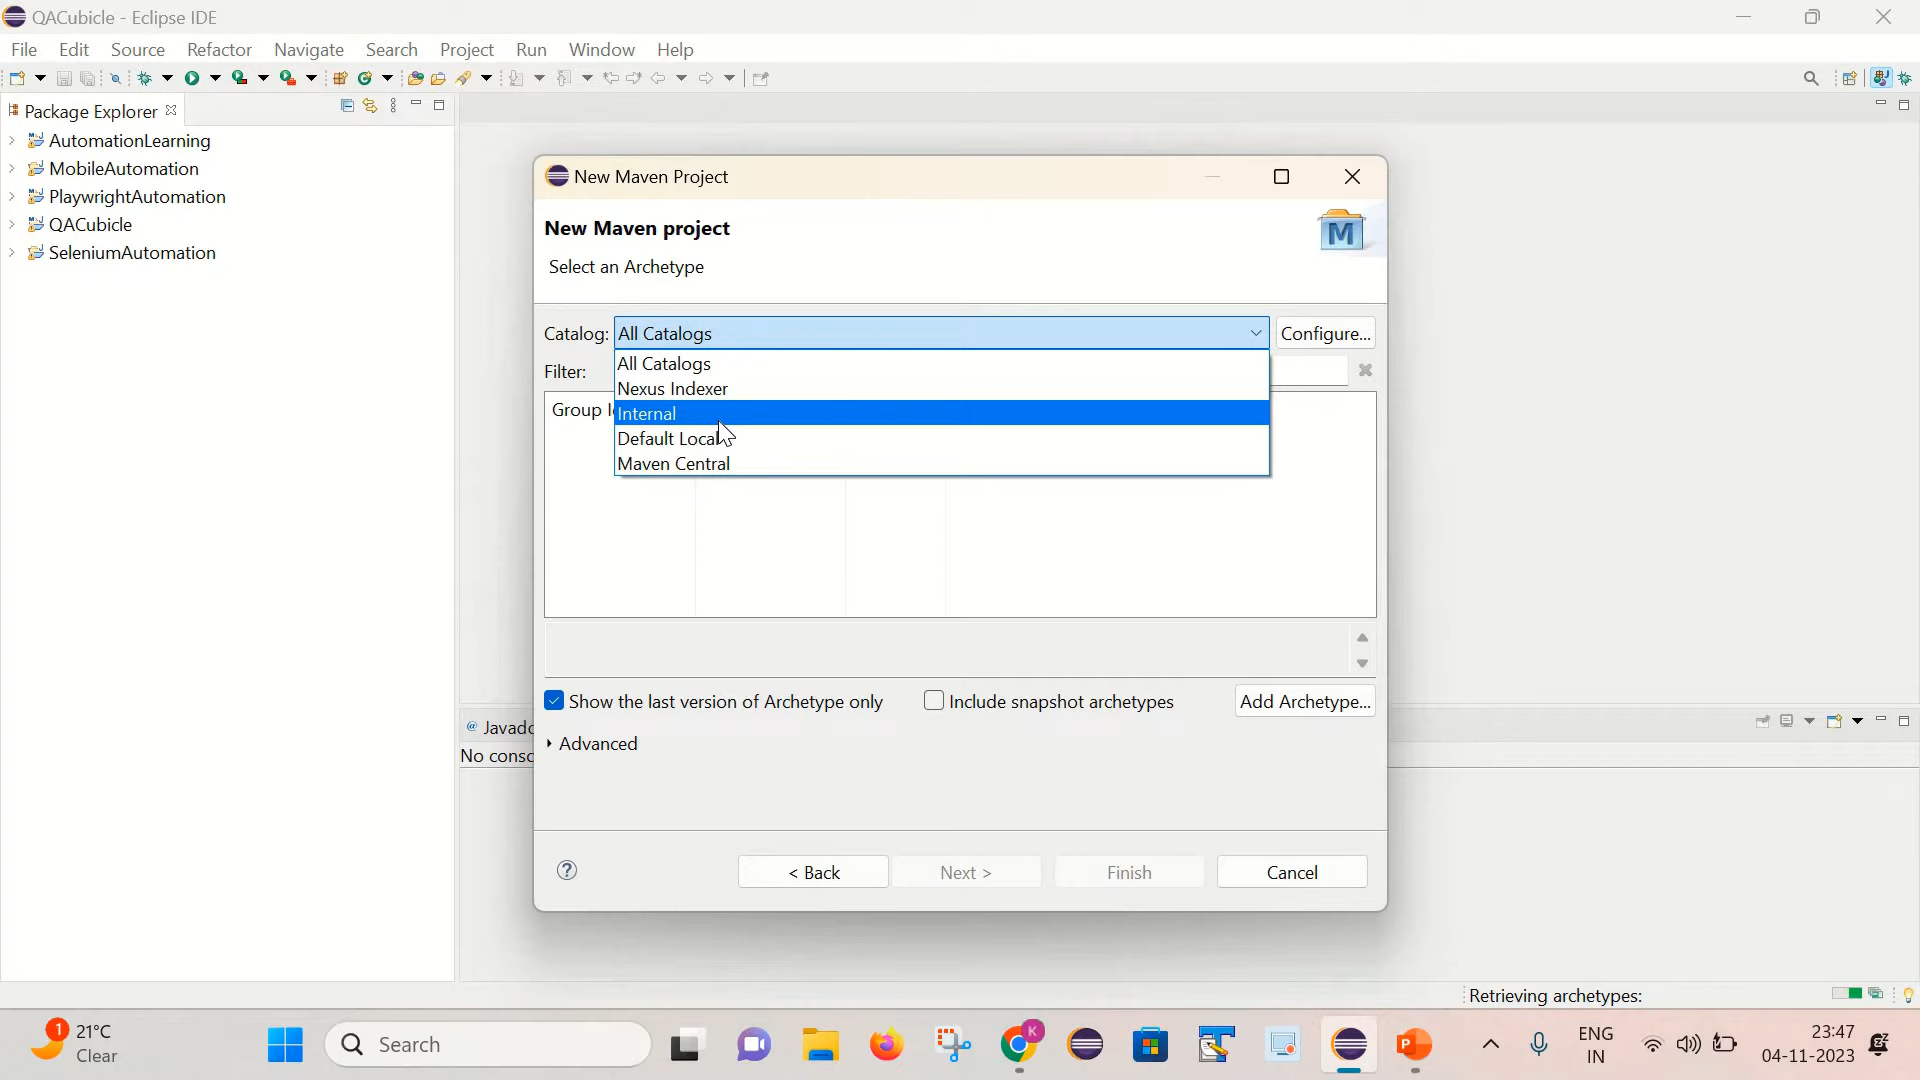 QACubicle - Eclipse IDE
File Edit Source Refactor Navigate Search Project Run Window Help
Package Explorer
AutomationLearning
MobileAutomation
PlaywrightAutomation
QACubicle
SeleniumAutomation
New Maven Project
New Maven project
M
Select an Archetype
Catalog: All Catalogs Configure...
All Catalogs
Filter:
Nexus Indexer
Group I
Internal
Default Local
Maven Central
Show the last version of Archetype only Include snapshot archetypes Add Archetype...
@ Javado
Advanced
No conso
< Back Next > Finish Cancel
Retrieving archetypes:
1 21°C
Clear
Search
K
P
ENG
IN
23:47
04-11-2023